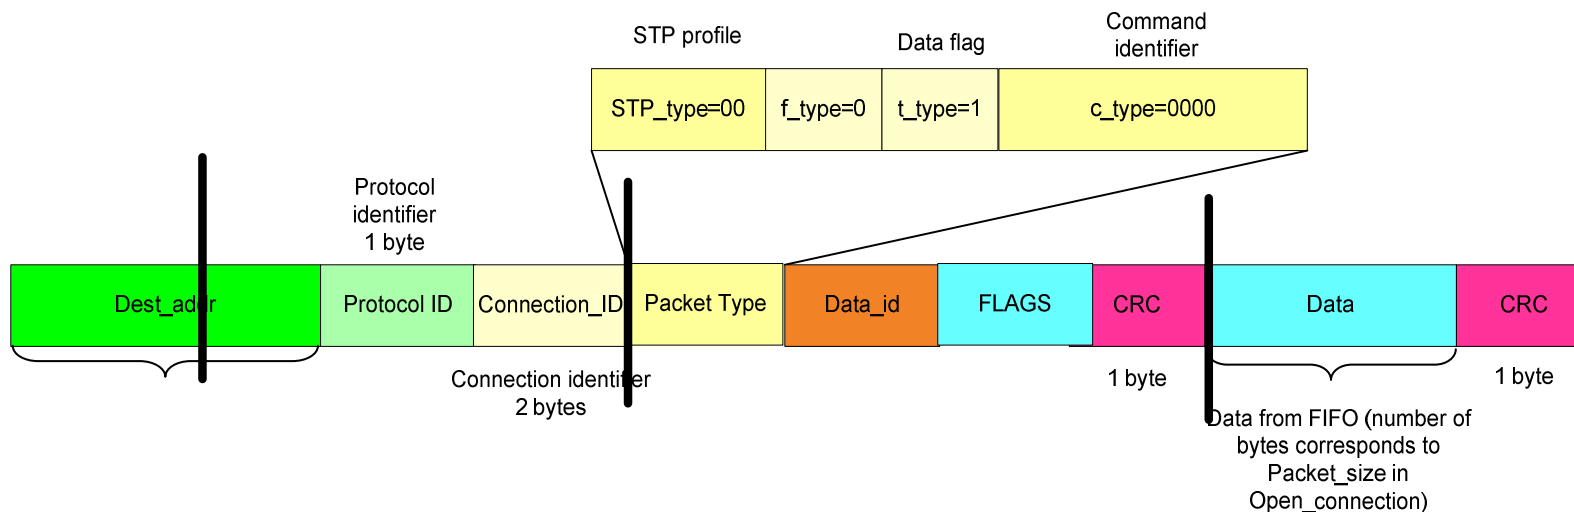 STP profile
Data flag
Command
identifier
STP_type=00
f_type=0
t_type=1
c_type=0000
Protocol
identifier
1 byte
Dest_addr
Protocol ID
Connection_ID
Packet Type
Data_id
FLAGS
CRC
Data
CRC
Connection identifier
2 bytes
1 byte
1 byte
Data from FIFO (number of
bytes corresponds to
Packet_size in
Open_connection)